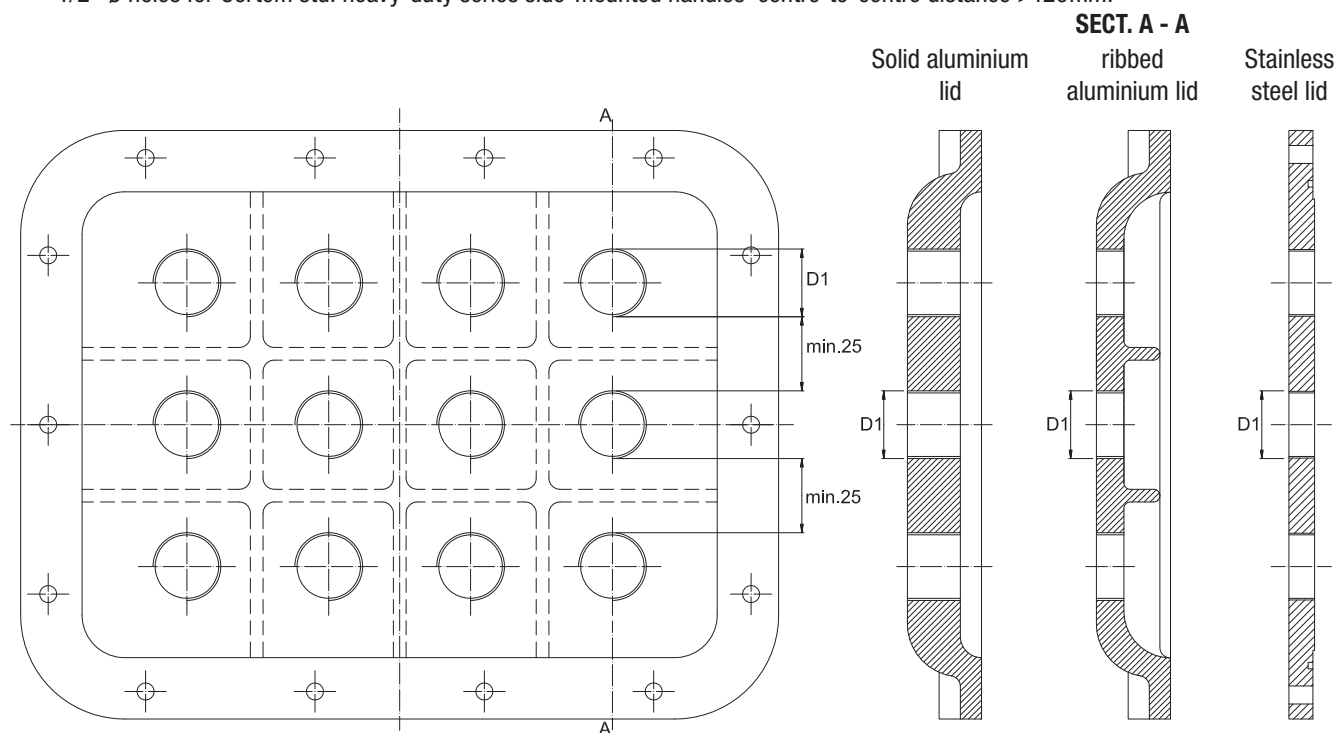 SECT. A - A
Solid aluminium
lid
ribbed
aluminium lid
Stainless
steel lid
A
D1
min.25
D1
D1
D1
min.25
A